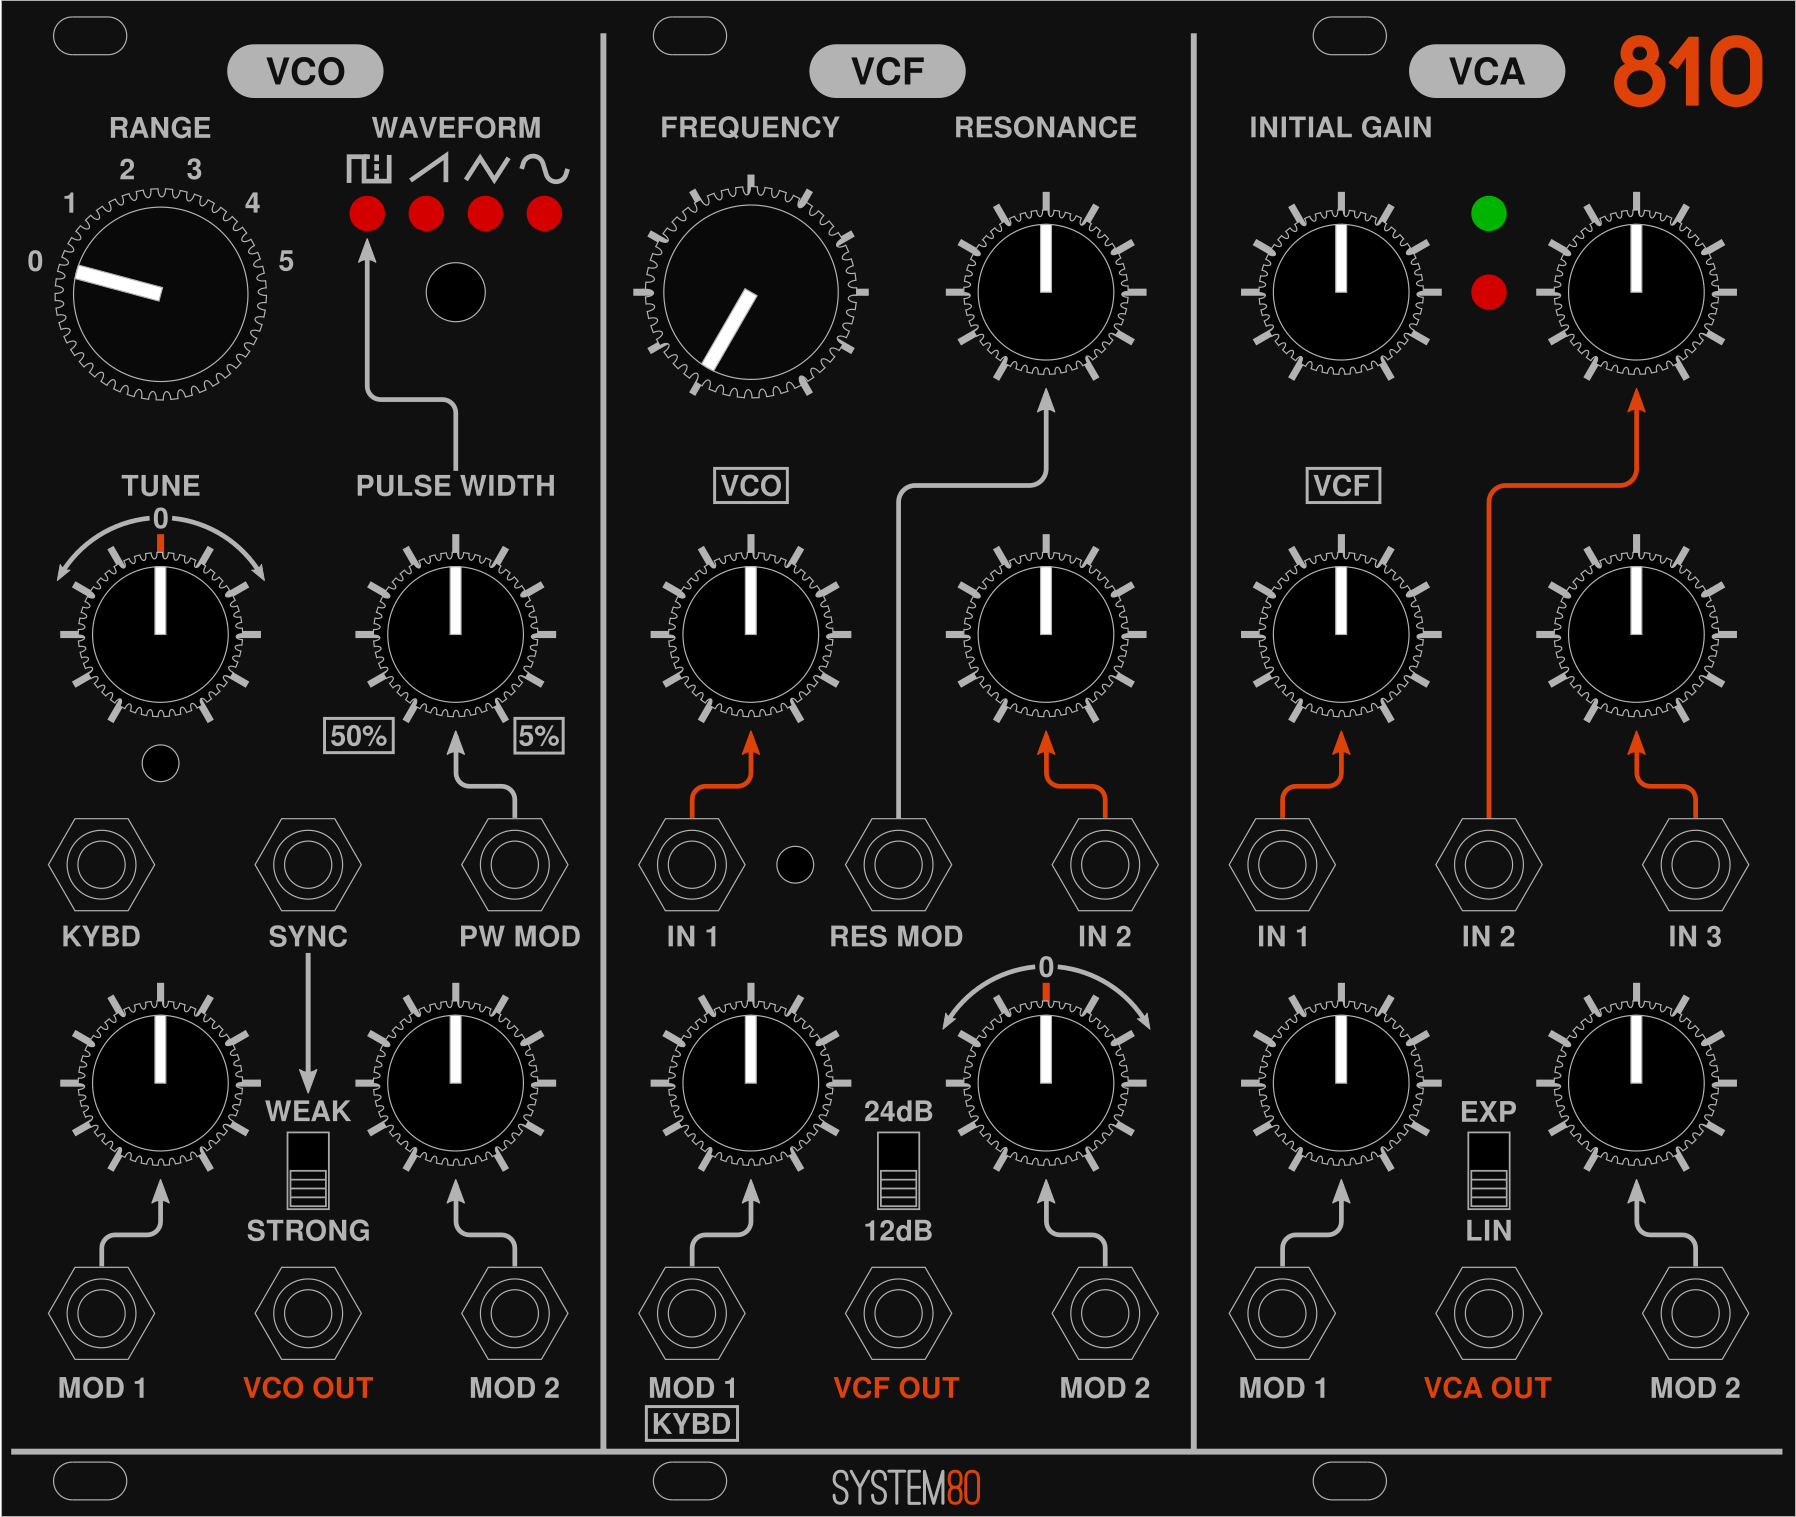 VCO
VCF
VCA
810
RANGE
WAVEFORM
FREQUENCY
RESONANCE
INITIAL GAIN
0
1
2
3
4
5
TUNE
0
PULSE WIDTH
VCO
VCF
50%
5%
KYBD
SYNC
PW MOD
IN 1
RES MOD
IN 2
IN 1
IN 2
IN 3
0
WEAK
STRONG
24dB
12dB
EXP
LIN
MOD 1
VCO OUT
MOD 2
MOD 1
KYBD
VCF OUT
MOD 2
MOD 1
VCA OUT
MOD 2
SYSTEM80